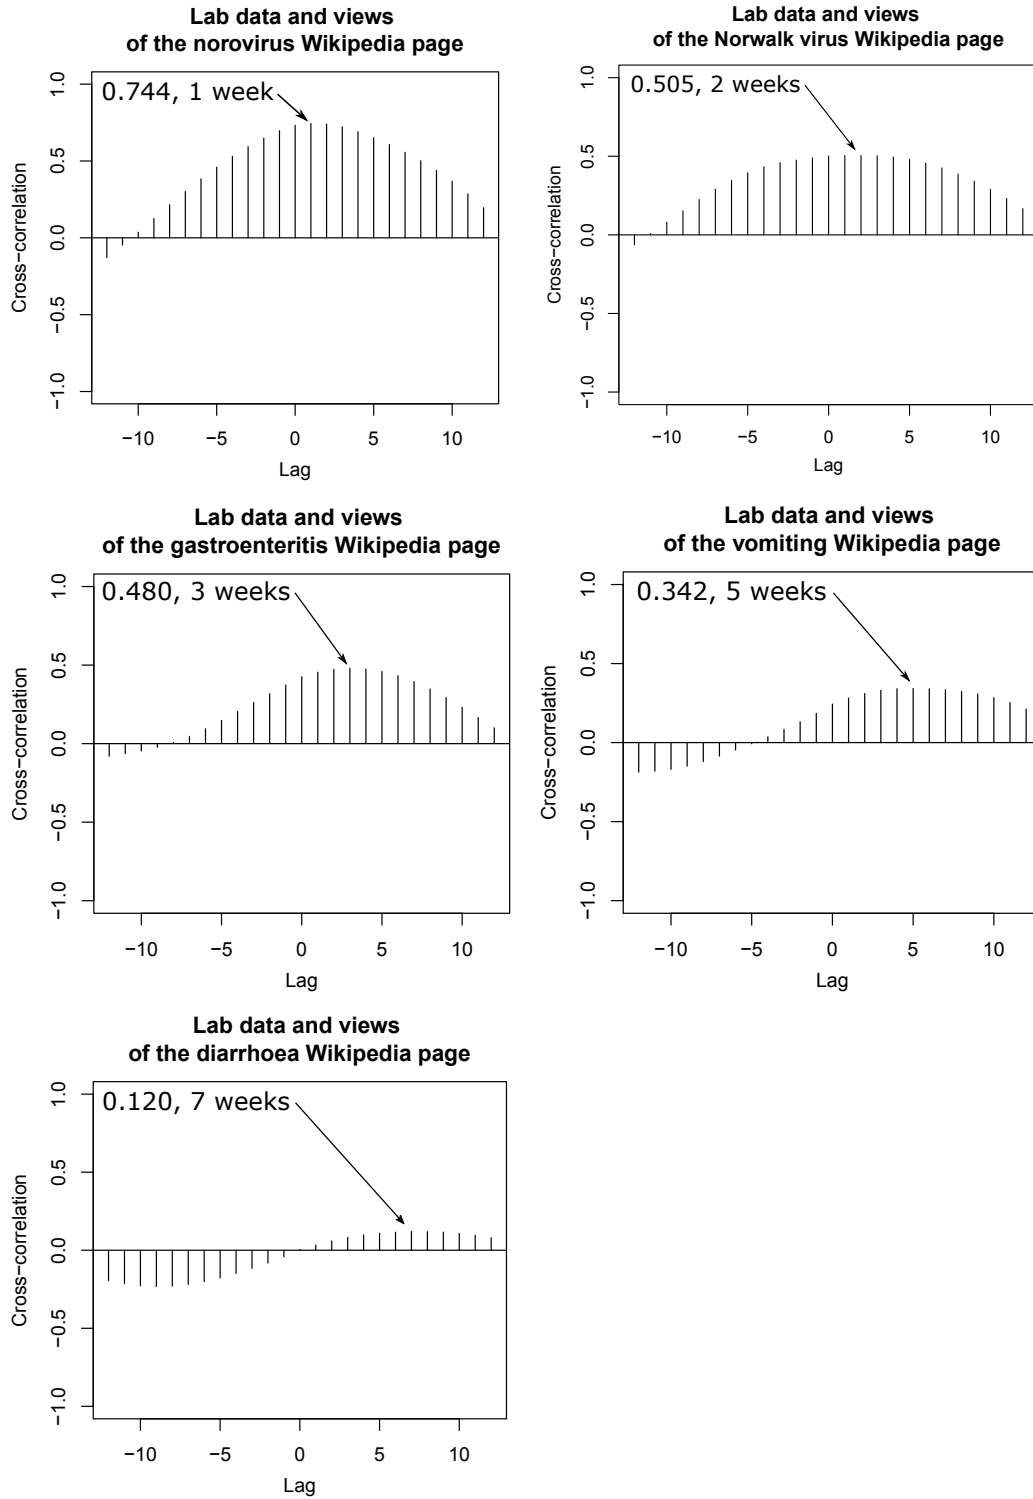 Lab data and views
of the norovirus Wikipedia page
0.744, 1 week
Cross−correlation
1.0
0.5
0.0
−0.5
−1.0
−10
−5
0
5
10
Lag
Lab data and views
of the Norwalk virus Wikipedia page
0.505, 2 weeks
Cross−correlation
1.0
0.5
0.0
−0.5
−1.0
−10
−5
0
5
10
Lag
Lab data and views
of the gastroenteritis Wikipedia page
0.480, 3 weeks
Cross−correlation
1.0
0.5
0.0
−0.5
−1.0
−10
−5
0
5
10
Lag
Lab data and views
of the vomiting Wikipedia page
0.342, 5 weeks
Cross−correlation
1.0
0.5
0.0
−0.5
−1.0
−10
−5
0
5
10
Lag
Lab data and views
of the diarrhoea Wikipedia page
0.120, 7 weeks
Cross−correlation
1.0
0.5
0.0
−0.5
−1.0
−10
−5
0
5
10
Lag